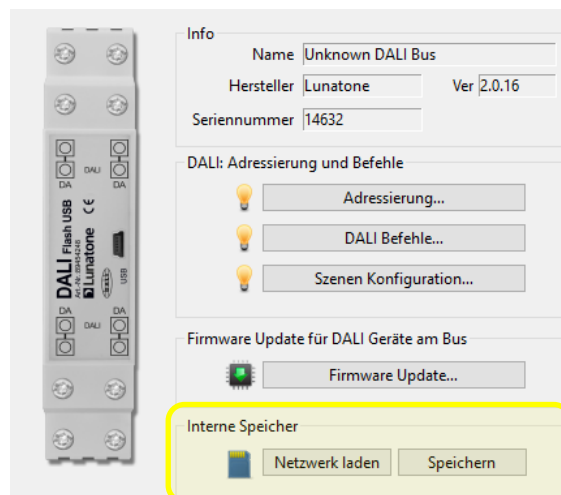 Info
Name Unknown DALI Bus
Hersteller Lunatone Ver 2.0.16
Seriennummer 14632
DALI: Adressierung und Befehle
Adressierung...
DALI Befehle...
Szenen Konfiguration...
Firmware Update für DALI Geräte am Bus
Firmware Update...
Interne Speicher
Netzwerk laden Speichern
DALI
DA DA
DALI Flash USB
Lunatone
CE
USB
DA DA
DALI